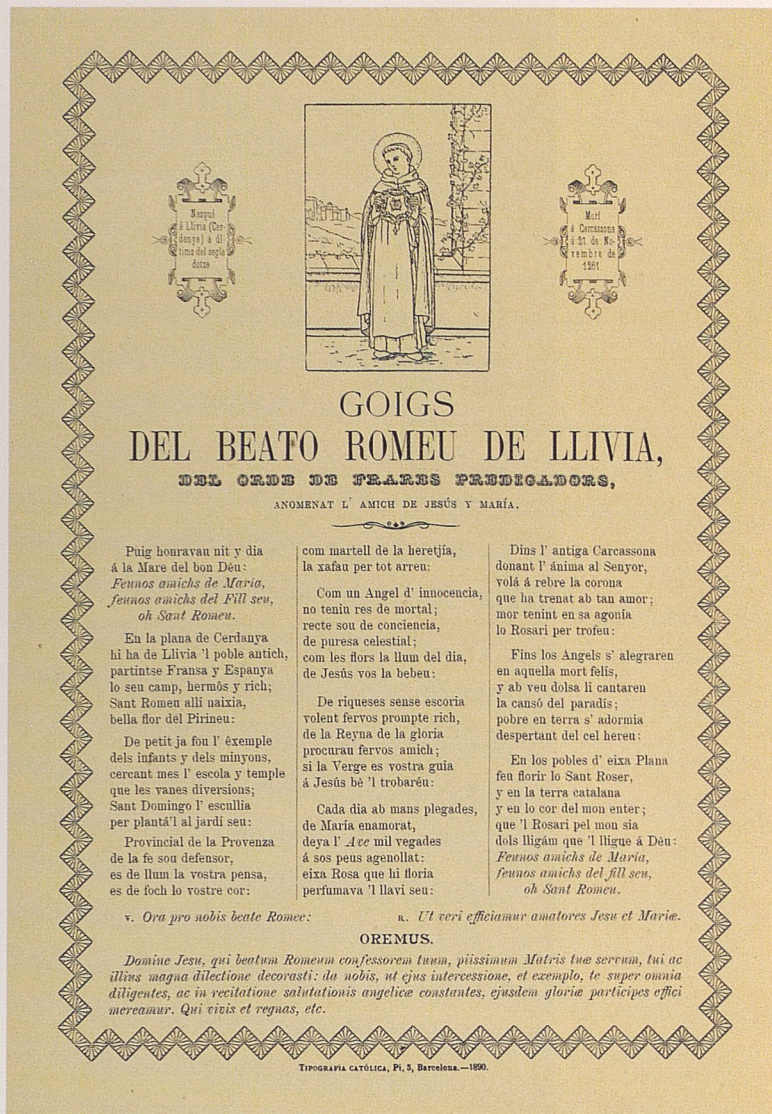 Nasqué
á Llivia (Cer-
danya) á úl-
tims del segle
dotze
Morí
á Carcassona
á 21 de No-
vembre de
1261.
GOIGS
DEL BEATO ROMEU DE LLIVIA,
DEL ORDE DE FRARES PREDICADORS,
ANOMENAT L' AMICH DE JESÚS Y MARÍA.
Puig honravau nit y dia
á la Mare del bon Dèu:
Feunos amichs de Maria,
feunos amichs del Fill seu,
oh Sant Romeu.
En la plana de Cerdanya
hi ha de Llivia 'l poble antich,
partintse Fransa y Espanya
lo seu camp, hermós y rich;
Sant Romeu allí naixia,
bella flor del Pirineu:
De petit ja fou l' êxemple
dels infants y dels minyons,
cercant mes l' escola y temple
que les vanes diversions;
Sant Domingo l' escullia
per plantá'l al jardí seu:
Provincial de la Provenza
de la fe sou defensor,
es de llum la vostra pensa,
es de foch lo vostre cor:
com martell de la heretjía,
la xafau per tot arreu:
Com un Angel d' innocencia,
no teniu res de mortal;
recte sou de conciencia,
de puresa celestial;
com les flors la llum del dia,
de Jesús vos la bebeu:
De riqueses sense escoria
volent fervos prompte rich,
de la Reyna de la gloria
procurau fervos amich;
si la Verge es vostra guia
á Jesús bè 'l trobaréu:
Cada día ab mans plegades,
de María enamorat,
deya l' Ave mil vegades
á sos peus agenollat:
eixa Rosa que hi floria
perfumava 'l llavi seu:
Dins l' antiga Carcassona
donant l' ánima al Senyor,
volá á rebre la corona
que ha trenat ab tan amor;
mor tenint en sa agonía
lo Rosari per trofeu:
Fins los Angels s' alegraren
en aquella mort felís,
y ab veu dolsa li cantaren
la cansó del paradís;
pobre en terra s' adormia
despertant del cel hereu:
En los pobles d' eixa Plana
feu florir lo Sant Roser,
y en la terra catalana
y en lo cor del mon enter;
que 'l Rosari pel mon sia
dols lligám que 'l lligue á Dèu:
Feunos amichs de Maria,
feunos amichs del fill seu,
oh Sant Romeu.
V. Ora pro nobis beate Romee: R. Ut veri efficiamur amatores Jesu et Mariæ.
OREMUS.
Domine Jesu, qui beatum Romeum confessorem tuum, piissimum Matris tuæ servum, tui ac
illius magna dilectione decorasti: da nobis, ut ejus intercessione, et exemplo, te super omnia
diligentes, ac in recitatione salutationis angelicæ constantes, ejusdem gloriæ participes effici
mereamur. Qui vivis et regnas, etc.
TIPOGRAFIA CATÓLICA, Pi, 5, Barcelona.—1890.